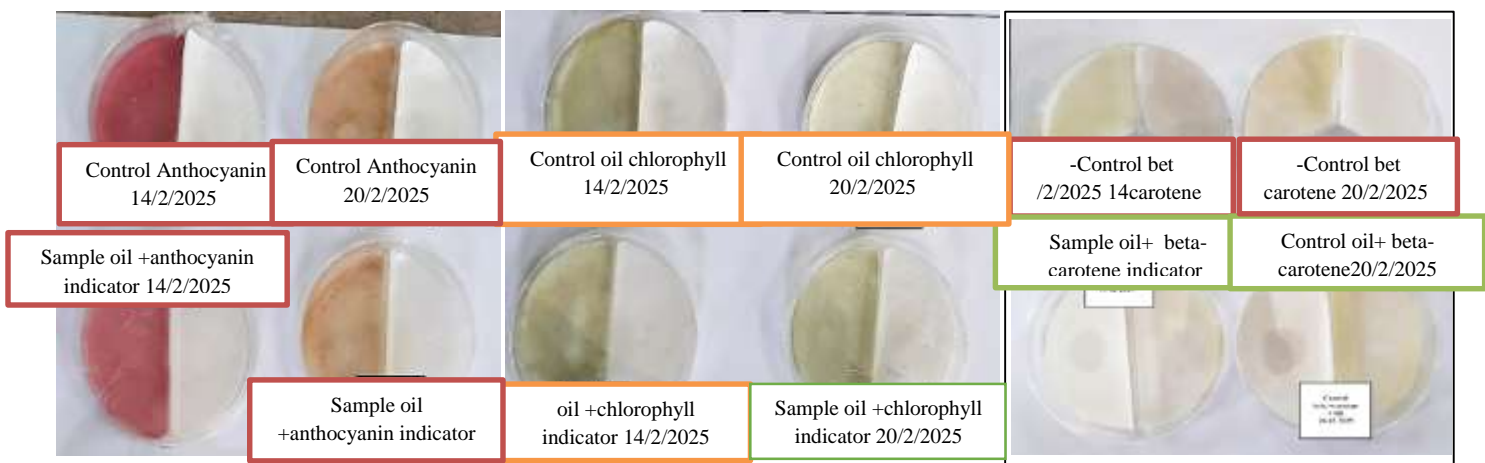 Control Anthocyanin
14/2/2025
Control Anthocyanin
20/2/2025
Control oil chlorophyll
14/2/2025
Control oil chlorophyll
20/2/2025
-Control bet
/2/2025 14carotene
-Control bet
carotene 20/2/2025
Sample oil +anthocyanin
indicator 14/2/2025
Sample oil+ beta-
carotene indicator
Control oil+ beta-
carotene20/2/2025
Sample oil
+anthocyanin indicator
oil +chlorophyll
indicator 14/2/2025
Sample oil +chlorophyll
indicator 20/2/2025
Control